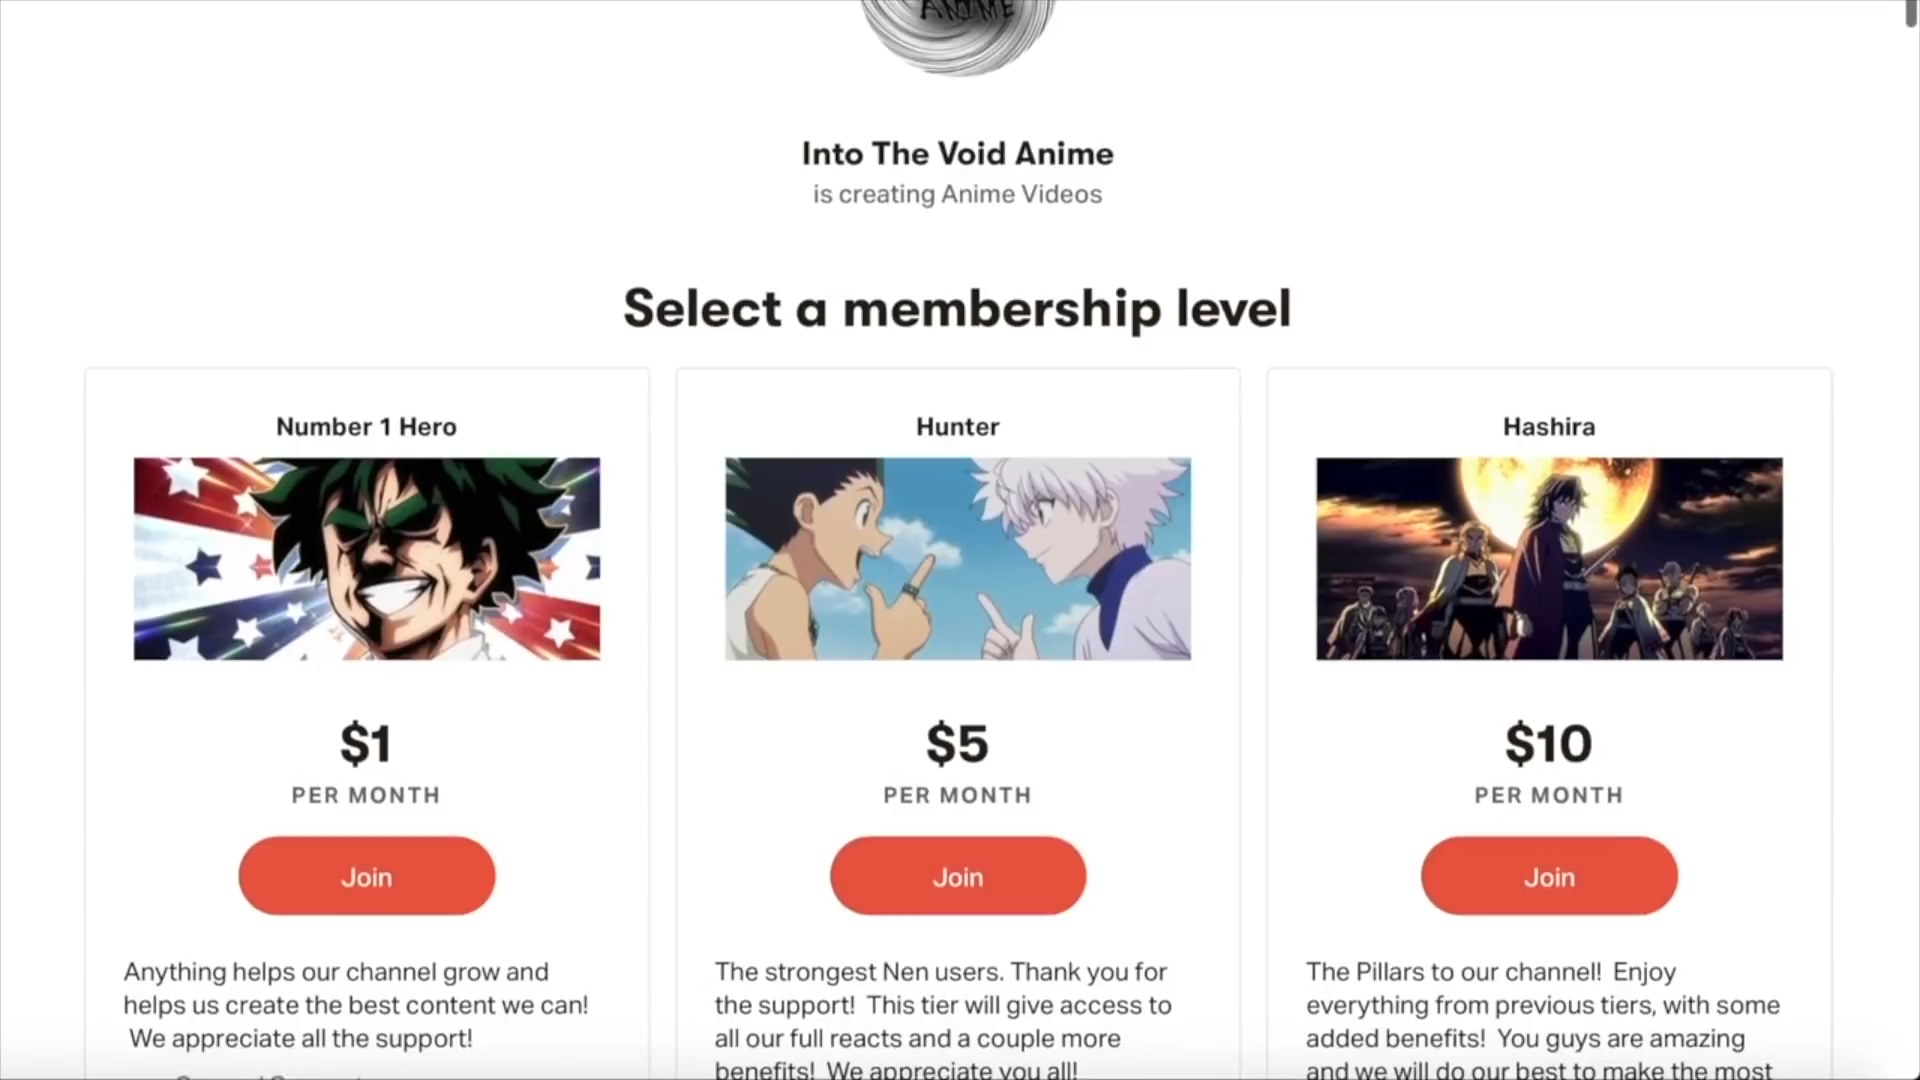 ANIME
Into The Void Anime
is creating Anime Videos
Select a membership level
Number 1 Hero
$1
PER MONTH
Join
Anything helps our channel grow and
helps us create the best content we can!
We appreciate all the support!
Hunter
$5
PER MONTH
Join
The strongest Nen users. Thank you for
the support! This tier will give access to
all our full reacts and a couple more
benefits! We appreciate you all!
Hashira
$10
PER MONTH
Join
The Pillars to our channel! Enjoy
everything from previous tiers, with some
added benefits! You guys are amazing
and we will do our best to make the most